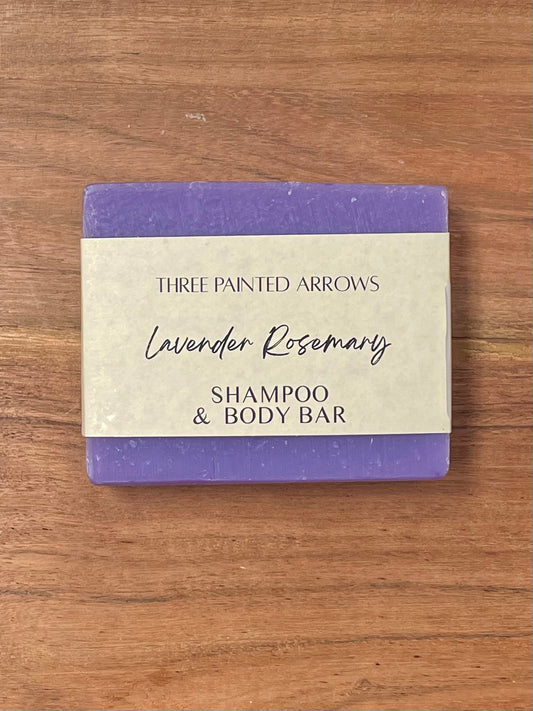 THREE PAINTED ARROWS
Lavender Rosemary
SHAMPOO
& BODY BAR